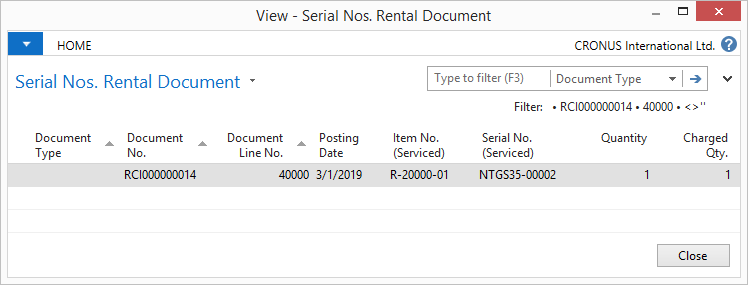 View - Serial Nos. Rental Document
HOME
CRONUS International Ltd. ?
Serial Nos. Rental Document
Type to filter (F3) Document Type
Filter: • RCI000000014 • 40000 • <>''
Document Type Document No. Document Line No. Posting Date Item No. (Serviced) Serial No. (Serviced) Quantity Charged Qty.
RCI000000014 40000 3/1/2019 R-20000-01 NTGS35-00002 1 1
Close